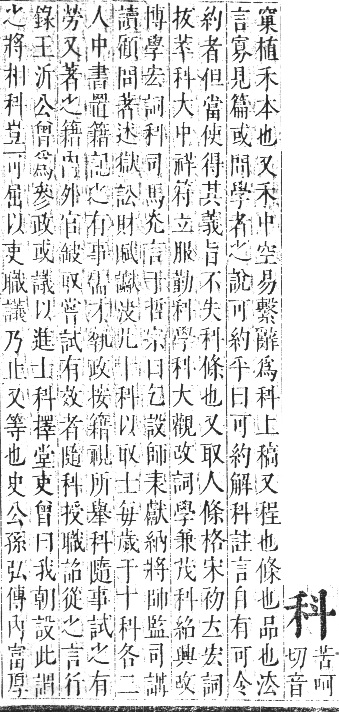 科苦呵切音
窠植禾本也又禾中空易繫辭爲科上稿又程也條也品也法
言寡見篇或問學者之說可約乎曰可約解科註言自有可令
約者但當使得其義旨不失科條也又取人條格宋初立宏詞
拔萃科大中祥符立服勤科學科大觀改詞學兼茂科紹興改
博學宏詞科司馬光言于哲宗曰乞設師表獻納將帥監司講
讀顧問著述獄訟財賦讞決凡十科以取士每歲于十科各二
人中書置籍記之有事需才執政按籍視所舉科隨事試之有
勞又著之籍內外官缺取嘗試有效者隨科授職詔從之言行
錄王沂公曾爲參政或議以進士科擇堂吏曾曰我朝設此謂
之將相科豈可屈以吏職議乃止又等也史公孫弘傳內富厚